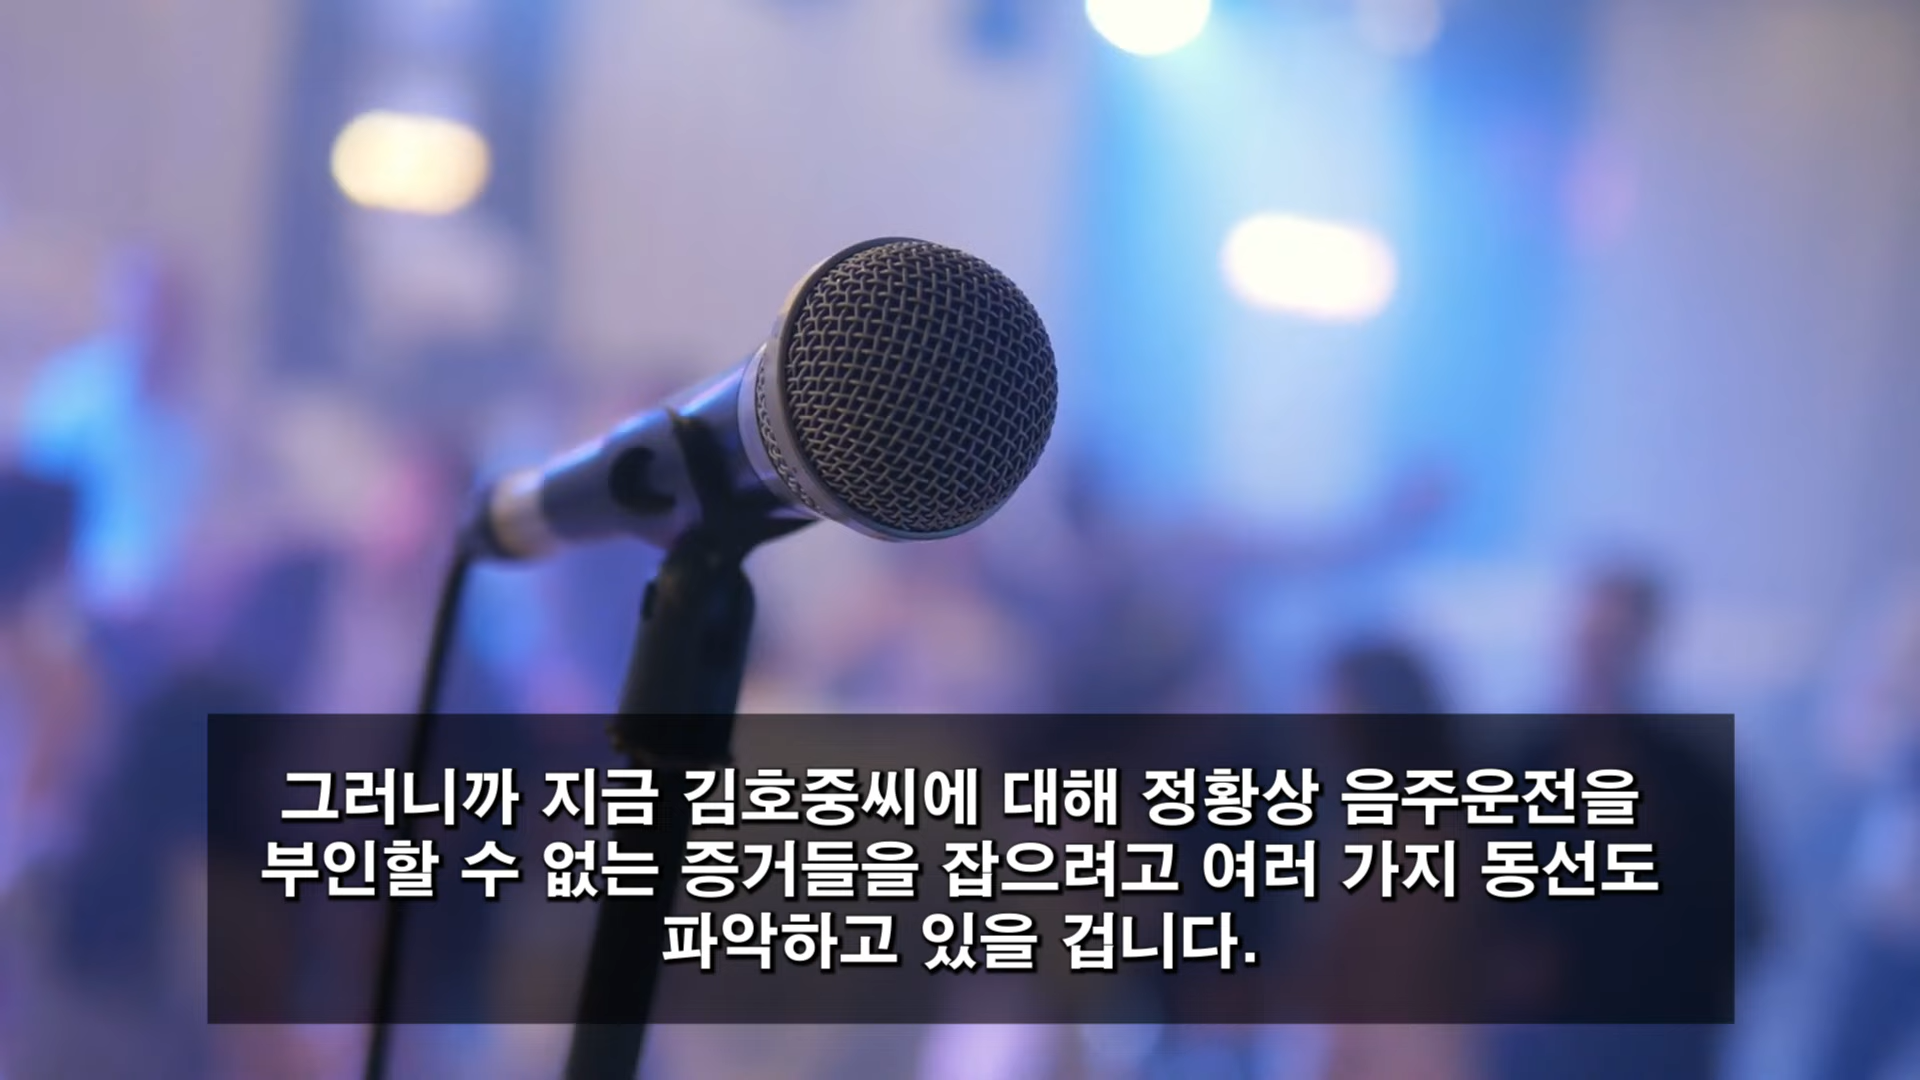 그러니까 지금 김호중씨에 대해 정황상 음주운전을
부인할 수 없는 증거들을 잡으려고 여러 가지 동선도
파악하고 있을 겁니다.